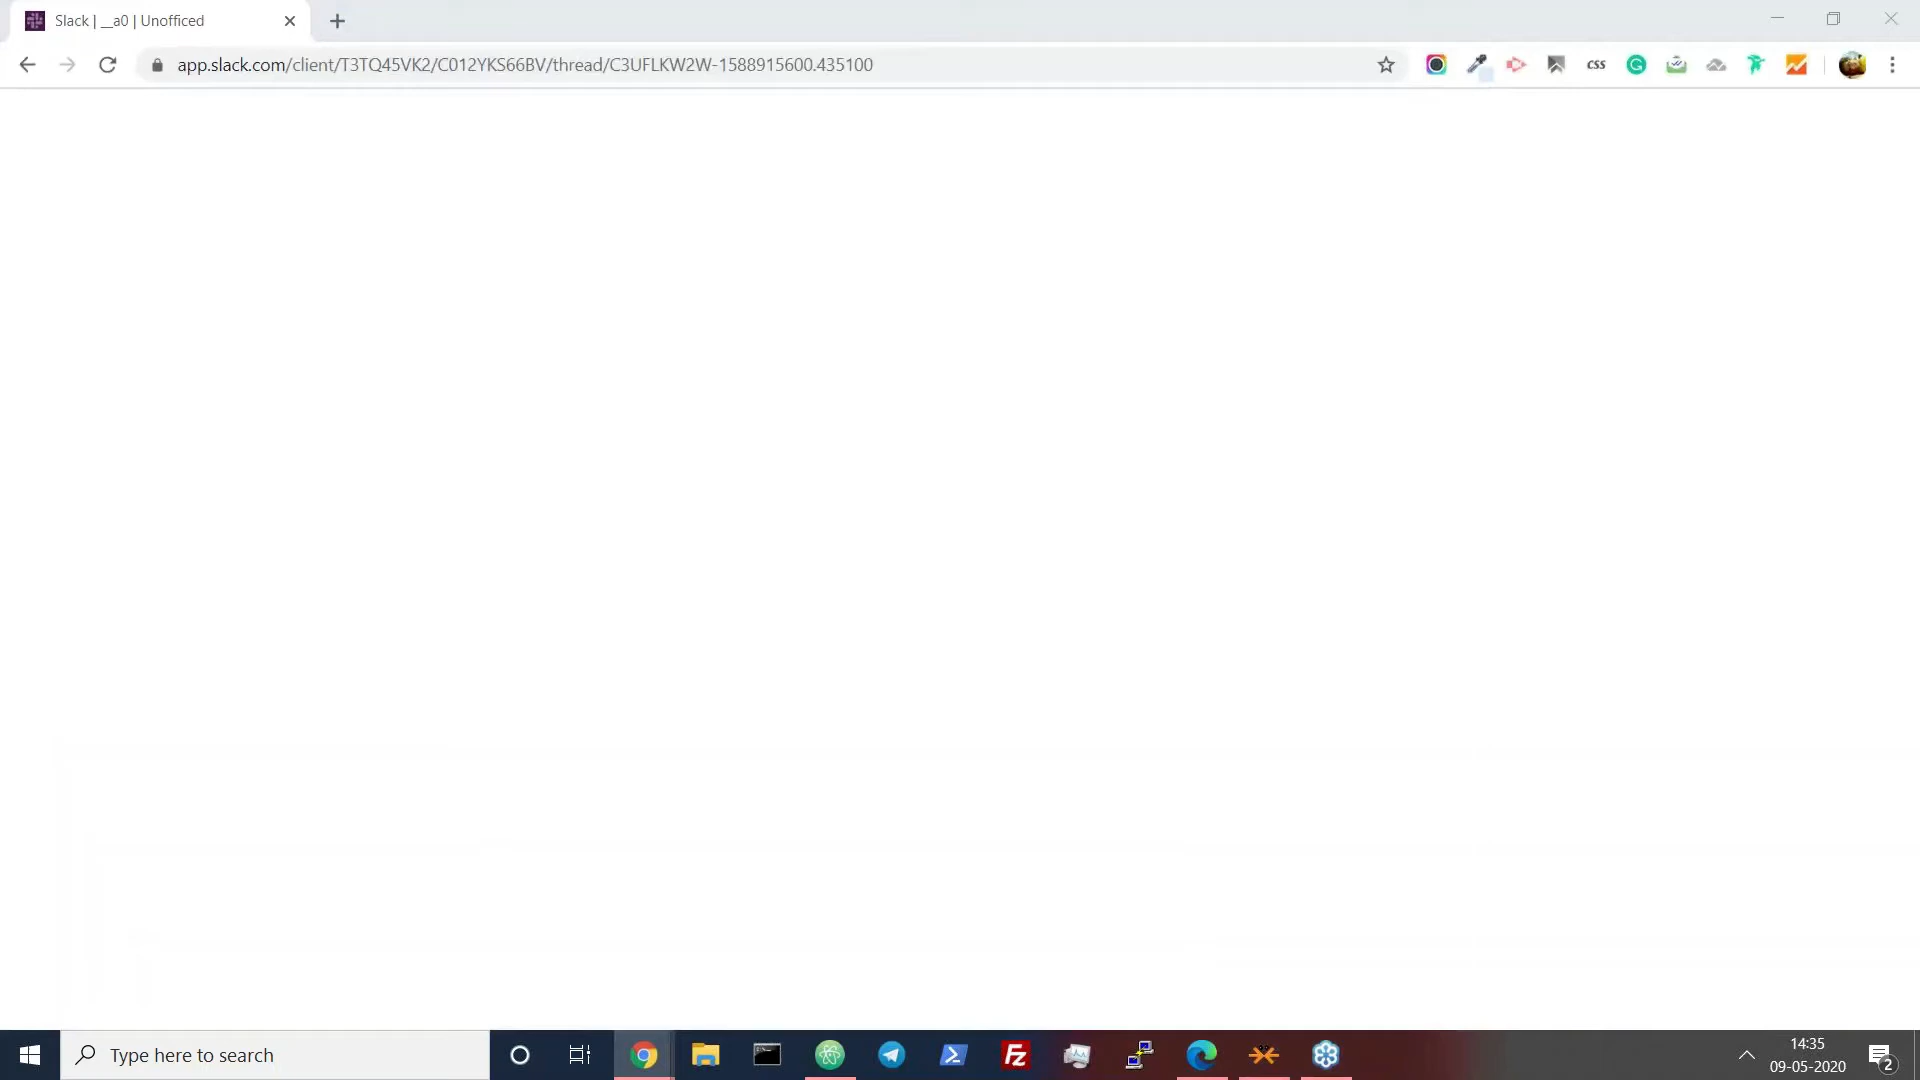 Slack | __a0 | Unofficed
app.slack.com/client/T3TQ45VK2/C012YKS66BV/thread/C3UFLKW2W-1588915600.435100
css
Type here to search
14:35
09-05-2020
2